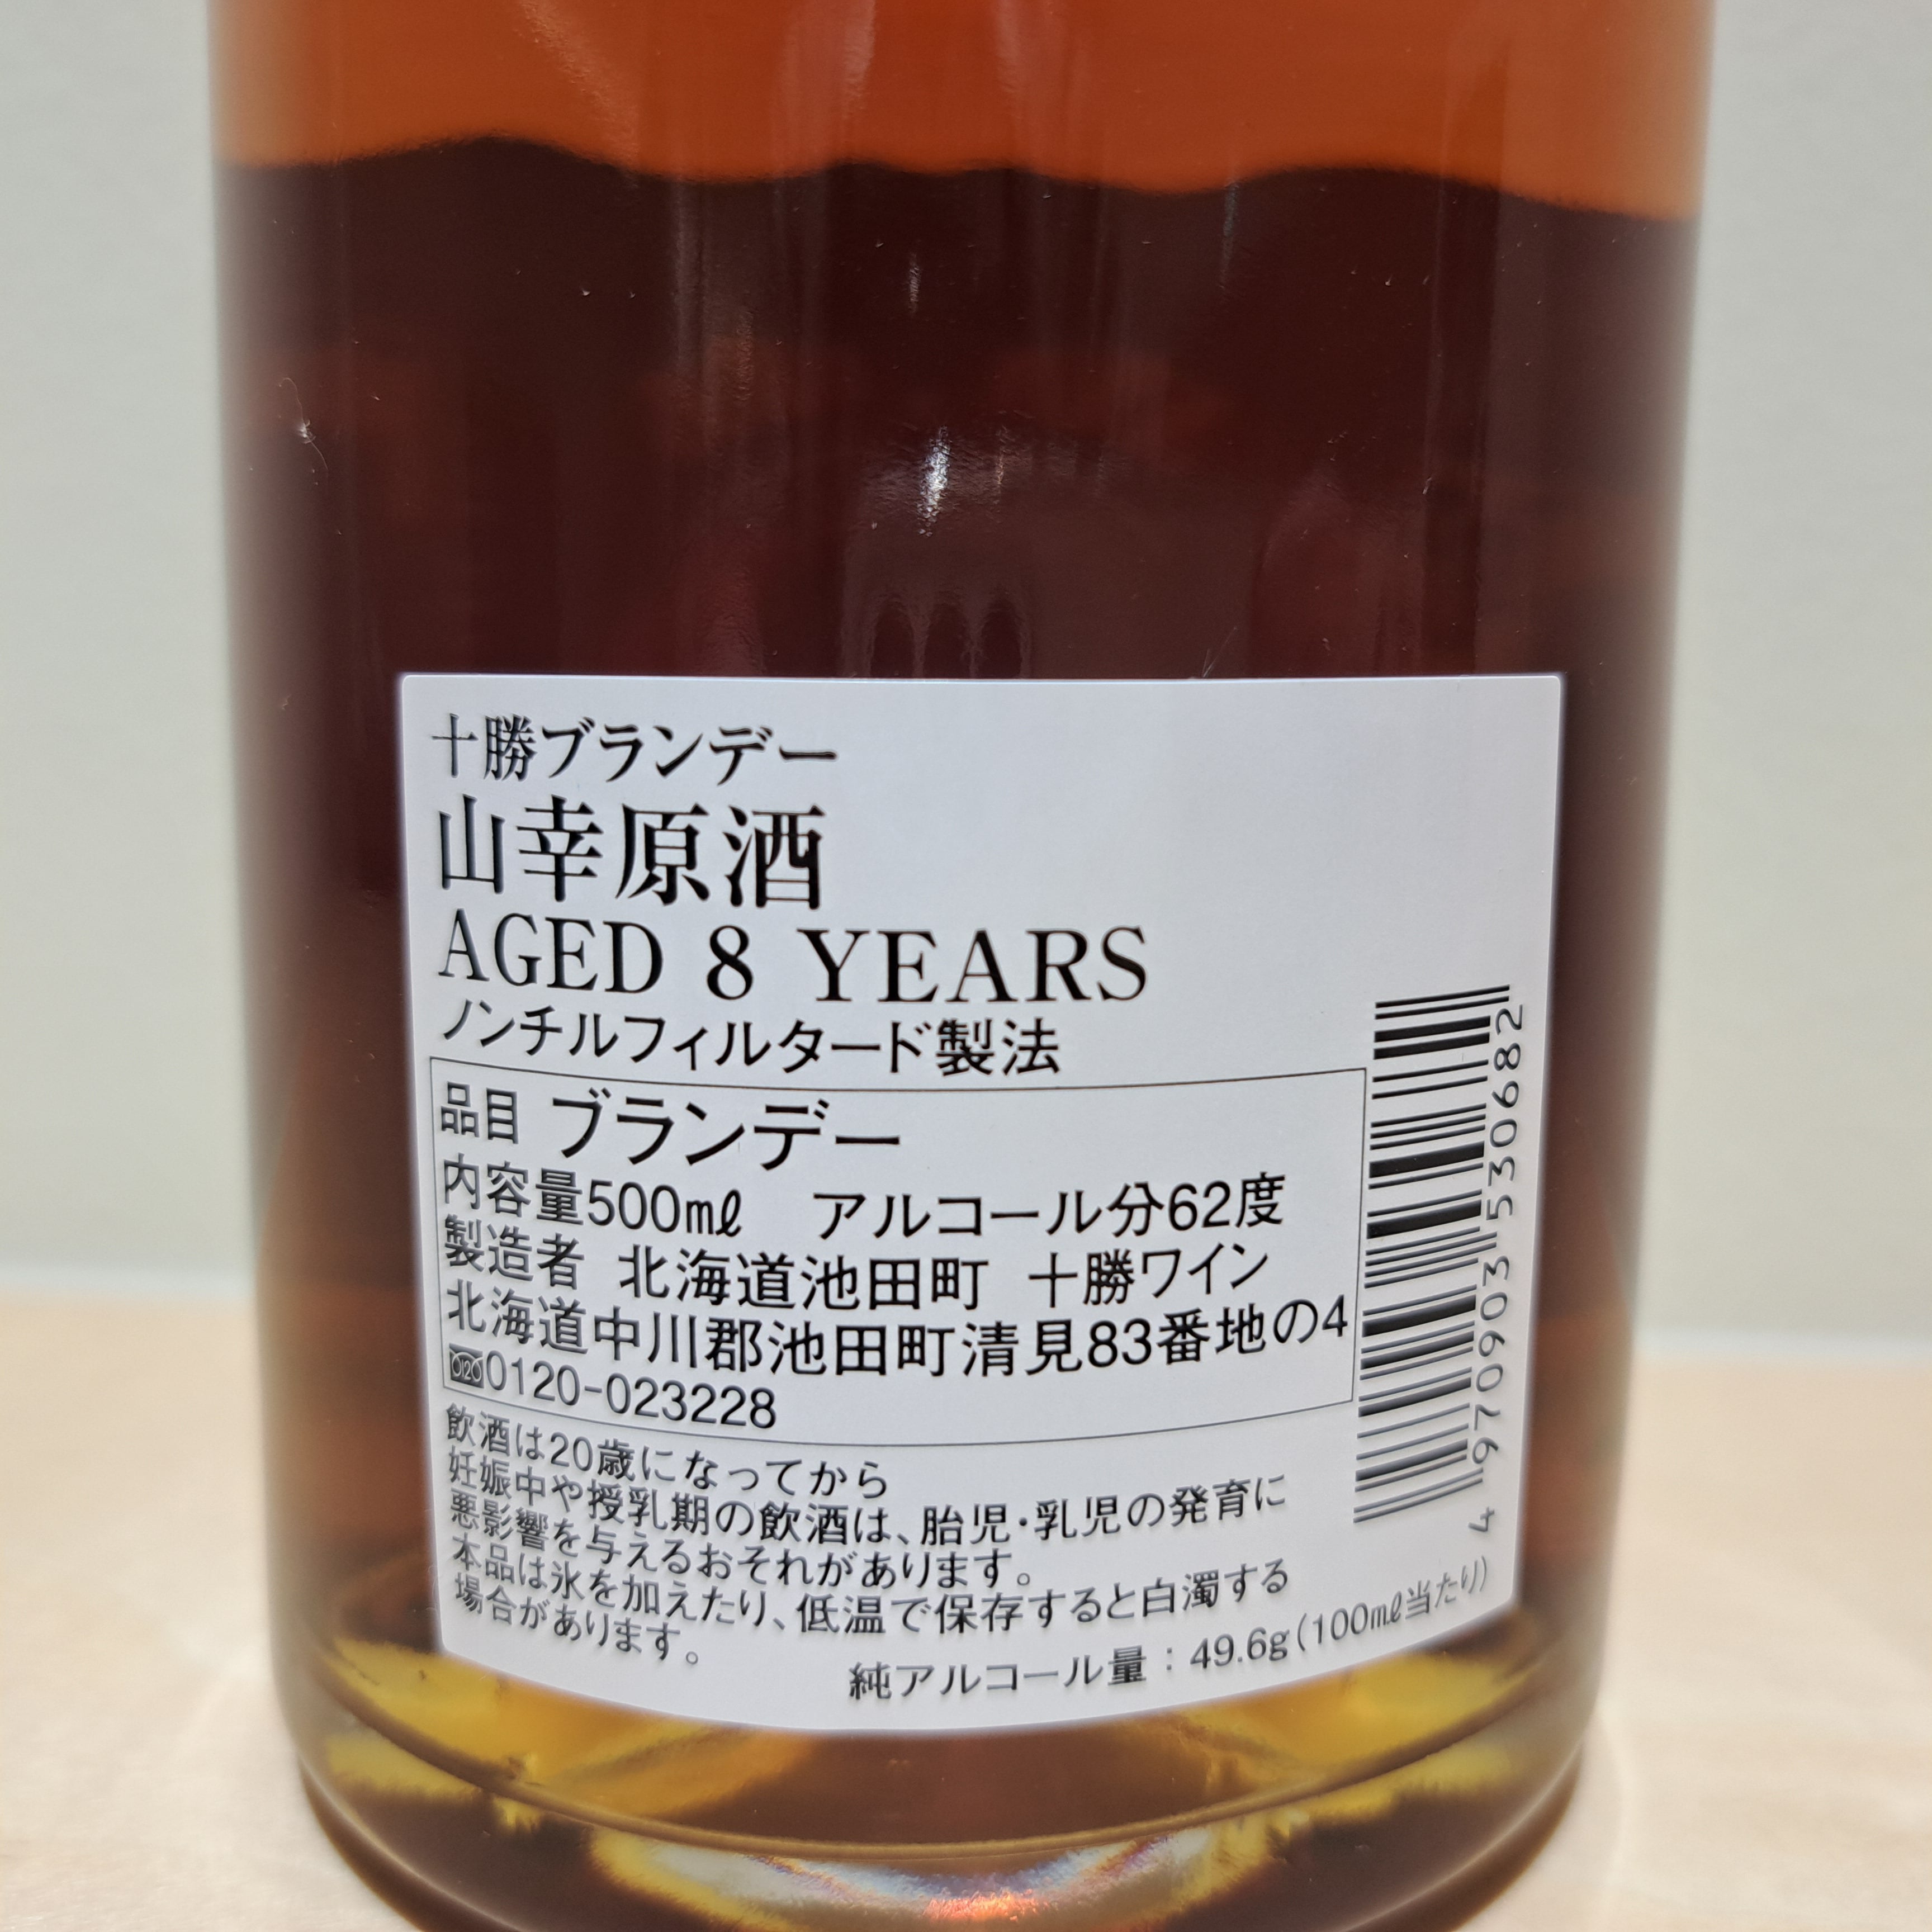 十勝ブランデー
山幸原酒
AGED 8 YEARS
ノンチルフィルタード製法
品目 ブランデー
内容量500㎖ アルコール分62度
製造者 北海道池田町 十勝ワイン
北海道中川郡池田町清見83番地の4
0120-023228
飲酒は20歳になってから
妊娠中や授乳期の飲酒は、胎児・乳児の発育に
悪影響を与えるおそれがあります。
本品は氷を加えたり、低温で保存すると白濁する
場合があります。
純アルコール量：49.6g(100㎖当たり)
4 970903 530682